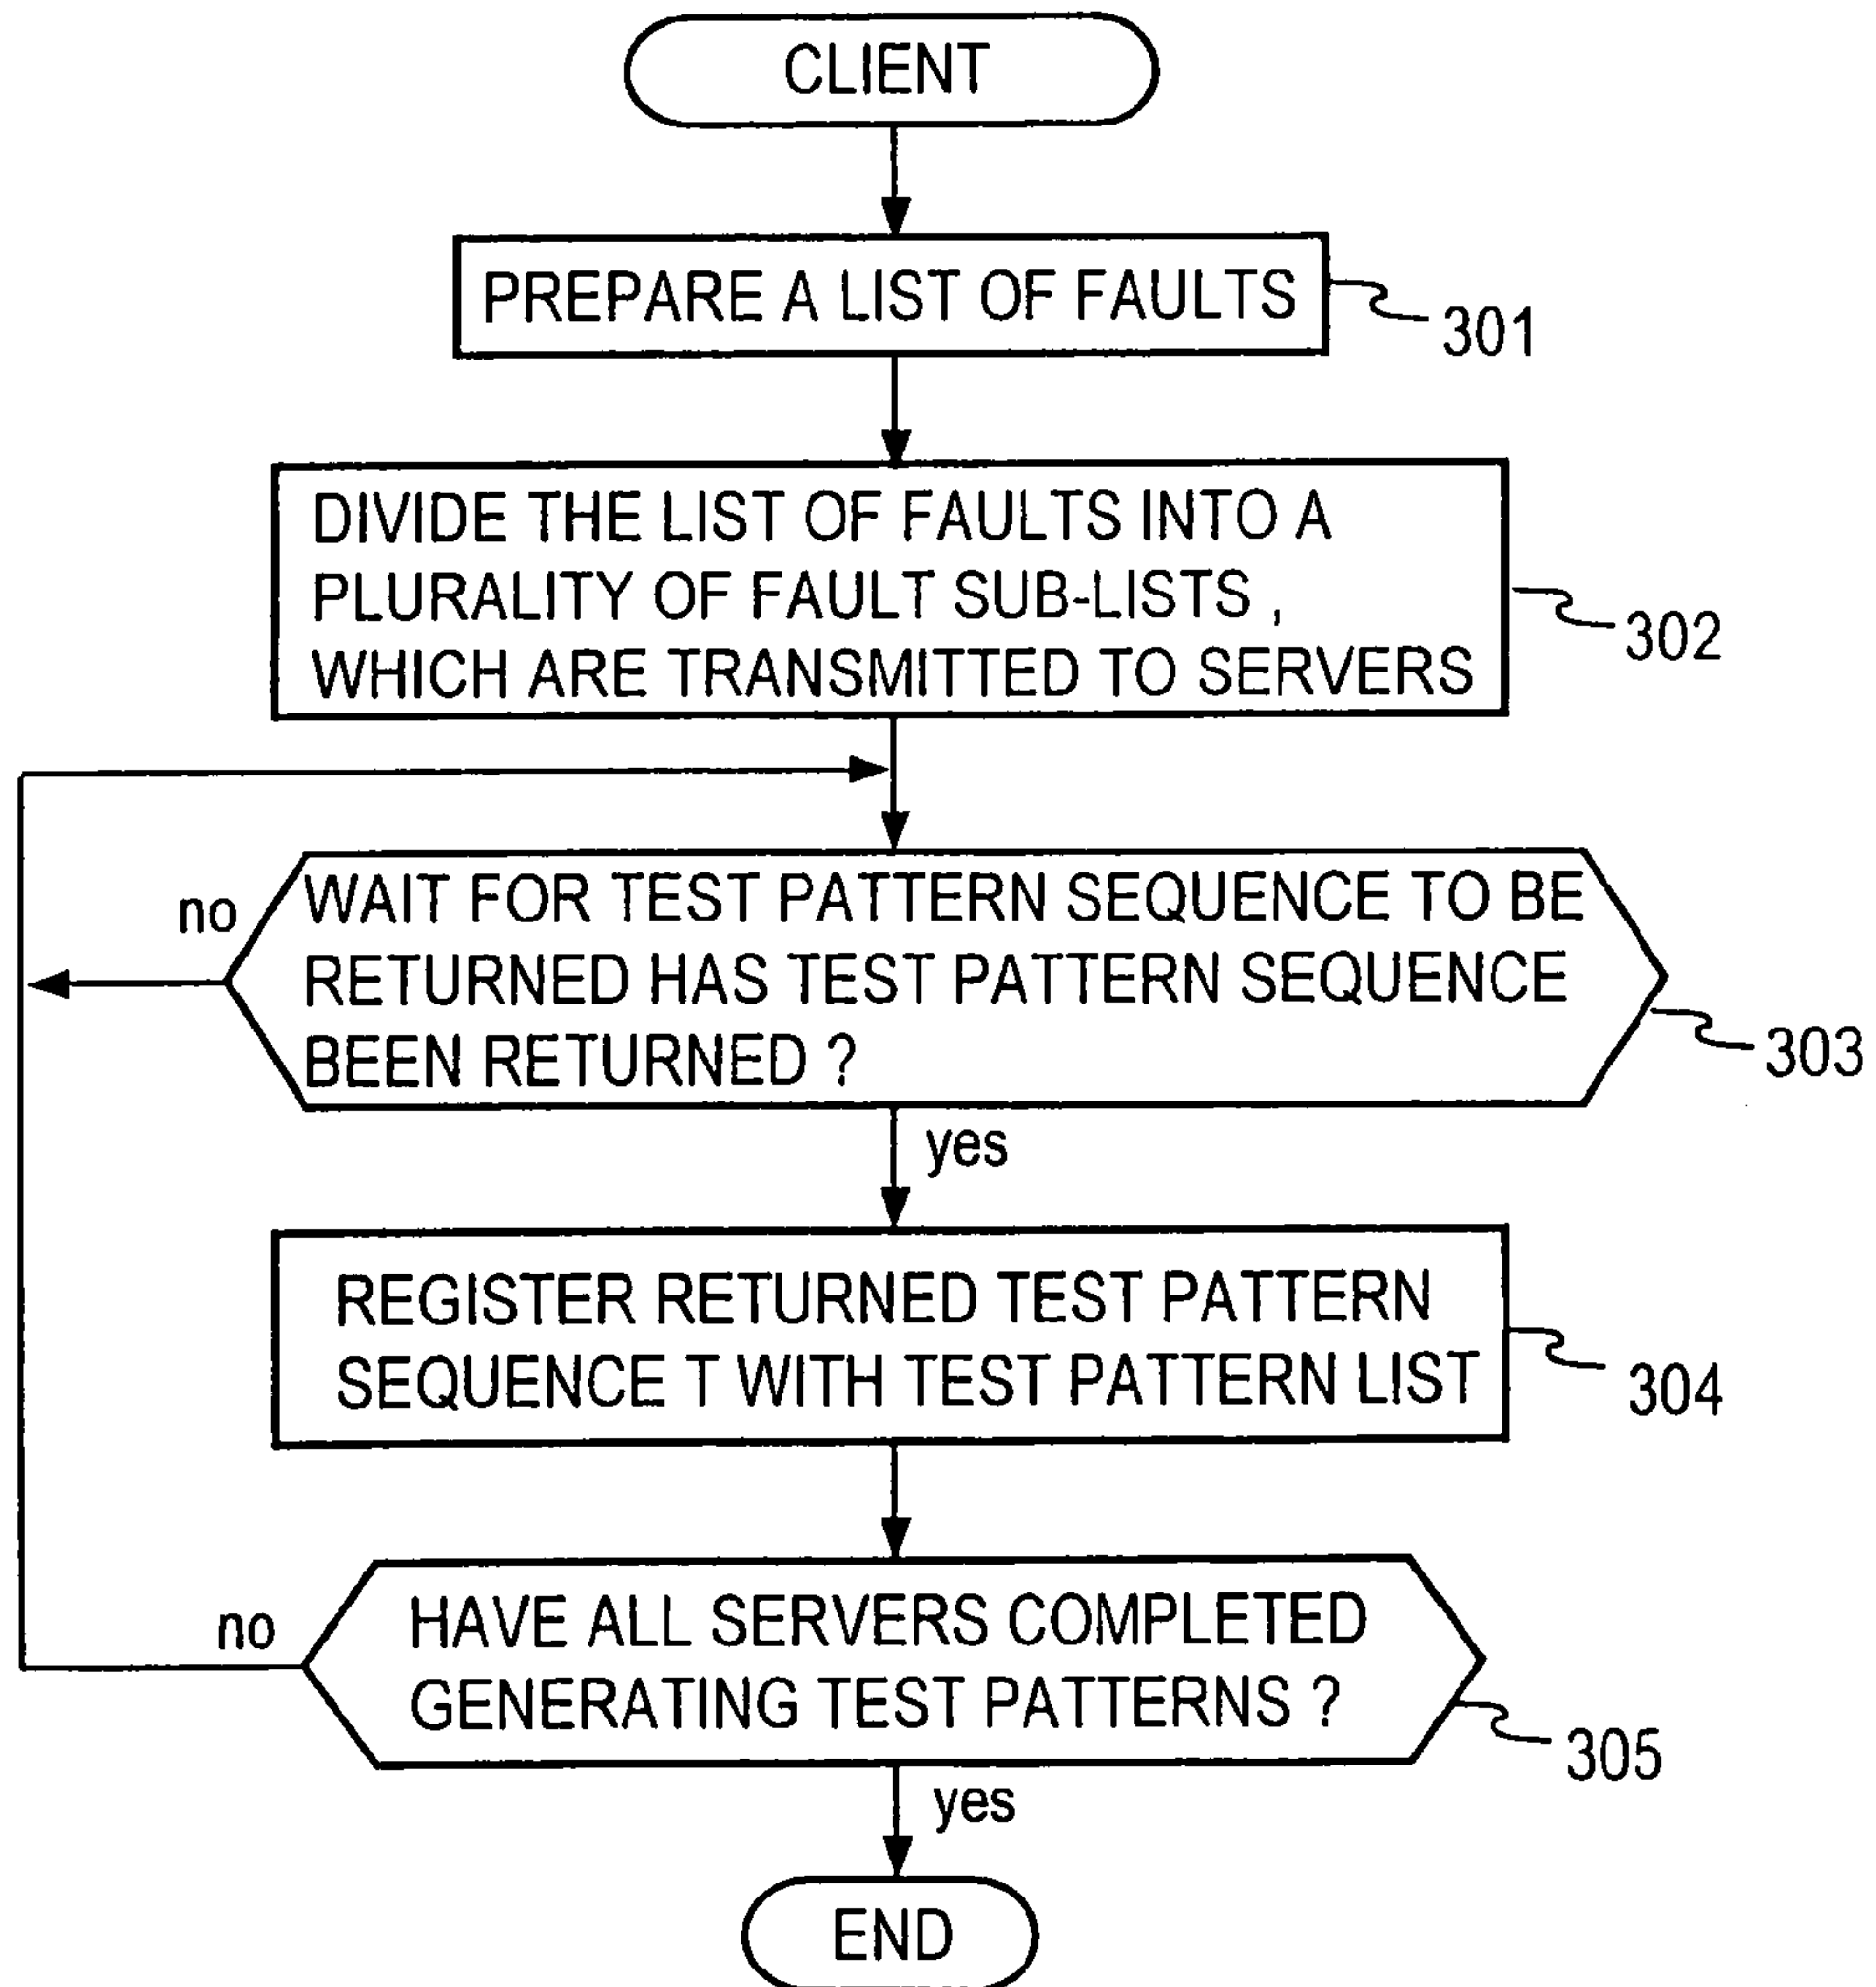 CLIENT
PREPARE A LIST OF FAULTS
301
DIVIDE THE LIST OF FAULTS INTO A
PLURALITY OF FAULT SUB-LISTS ,
WHICH ARE TRANSMITTED TO SERVERS
302
no
WAIT FOR TEST PATTERN SEQUENCE TO BE
RETURNED HAS TEST PATTERN SEQUENCE
BEEN RETURNED ?
303
yes
REGISTER RETURNED TEST PATTERN
SEQUENCE T WITH TEST PATTERN LIST
304
no
HAVE ALL SERVERS COMPLETED
GENERATING TEST PATTERNS ?
305
yes
END